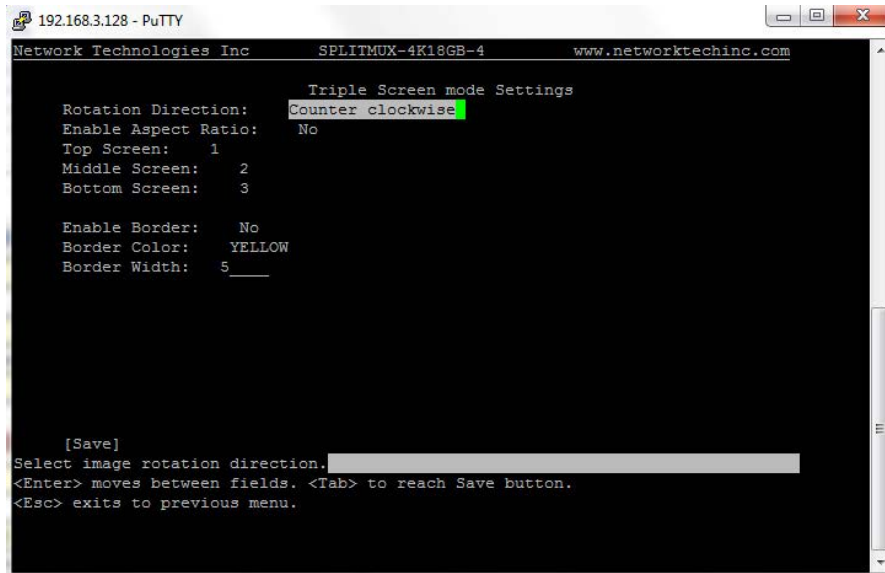 192.168.3.128 - PuTTY
Network Technologies Inc SPLITMUX-4K18GB-4 www.networktechinc.com
Triple Screen mode Settings
Rotation Direction: Counter clockwise
Enable Aspect Ratio: No
Top Screen: 1
Middle Screen: 2
Bottom Screen: 3
Enable Border: No
Border Color: YELLOW
Border Width: 5____
[Save]
Select image rotation direction.
<Enter> moves between fields. <Tab> to reach Save button.
<Esc> exits to previous menu.